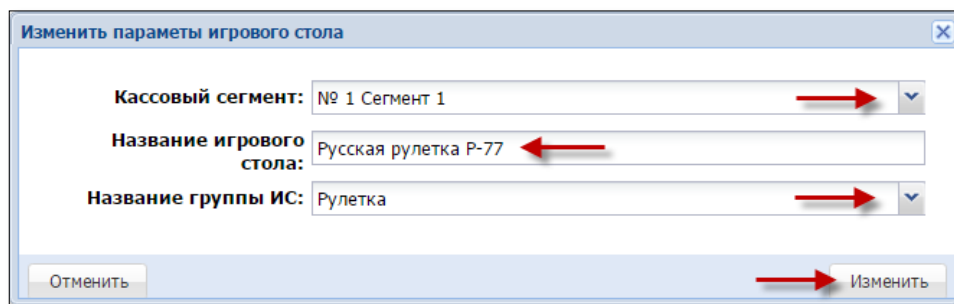 Изменить параметры игрового стола
Кассовый сегмент: № 1 Сегмент 1
Название игрового
стола: Русская рулетка Р-77
Название группы ИС: Рулетка
Отменить Изменить